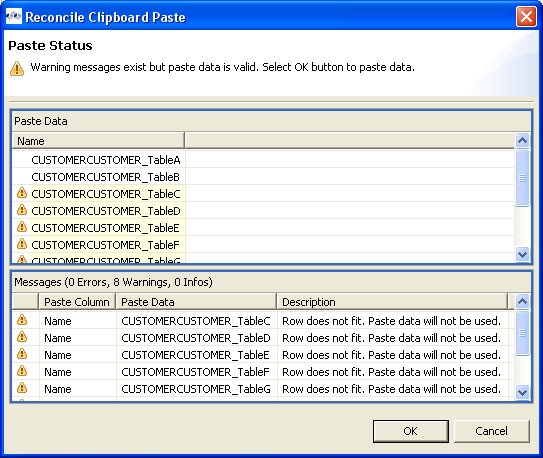 Reconcile Clipboard Paste
Paste Status
Warning messages exist but paste data is valid. Select OK button to paste data.
Paste Data
Name
CUSTOMERCUSTOMER_TableA
CUSTOMERCUSTOMER_TableB
CUSTOMERCUSTOMER_TableC
CUSTOMERCUSTOMER_TableD
CUSTOMERCUSTOMER_TableE
CUSTOMERCUSTOMER_TableF
CUSTOMERCUSTOMER_TableG
Messages (0 Errors, 8 Warnings, 0 Infos)
Paste Column Paste Data Description
Name CUSTOMERCUSTOMER_TableC Row does not fit. Paste data will not be used.
Name CUSTOMERCUSTOMER_TableD Row does not fit. Paste data will not be used.
Name CUSTOMERCUSTOMER_TableE Row does not fit. Paste data will not be used.
Name CUSTOMERCUSTOMER_TableF Row does not fit. Paste data will not be used.
Name CUSTOMERCUSTOMER_TableG Row does not fit. Paste data will not be used.
OK Cancel